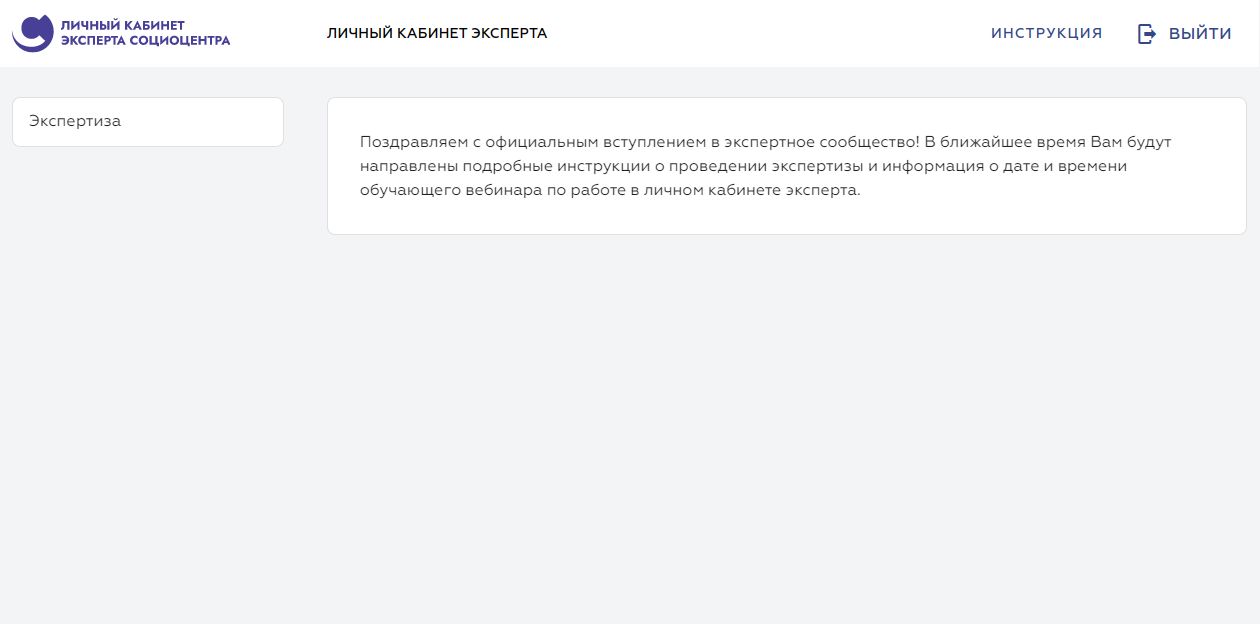 ЛИЧНЫЙ КАБИНЕТ
ЭКСПЕРТА СОЦИОЦЕНТРА
ЛИЧНЫЙ КАБИНЕТ ЭКСПЕРТА
ИНСТРУКЦИЯ
ВЫЙТИ
Экспертиза
Поздравляем с официальным вступлением в экспертное сообщество! В ближайшее время Вам будут
направлены подробные инструкции о проведении экспертизы и информация о дате и времени
обучающего вебинара по работе в личном кабинете эксперта.